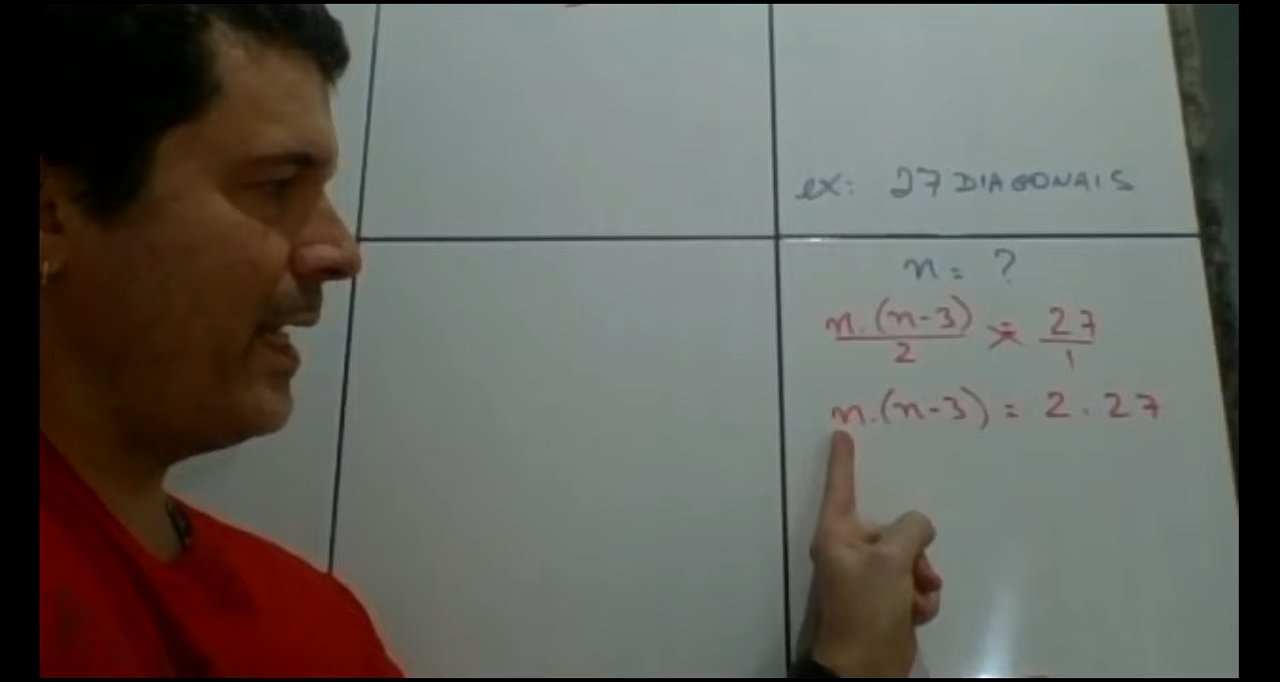 ex: 27 DIAGONAIS
n = ?
n.(n-3)/2 = 27/1
n.(n-3) = 2.27